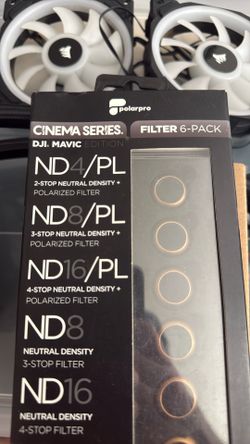 polarpro
CINEMA SERIES.
FILTER 6-PACK
DJI. MAVIC EDITION
ND4/PL
2-STOP NEUTRAL DENSITY +
POLARIZED FILTER
ND8/PL
3-STOP NEUTRAL DENSITY +
POLARIZED FILTER
ND16/PL
4-STOP NEUTRAL DENSITY +
POLARIZED FILTER
ND8
NEUTRAL DENSITY
3-STOP FILTER
ND16
NEUTRAL DENSITY
4-STOP FILTER